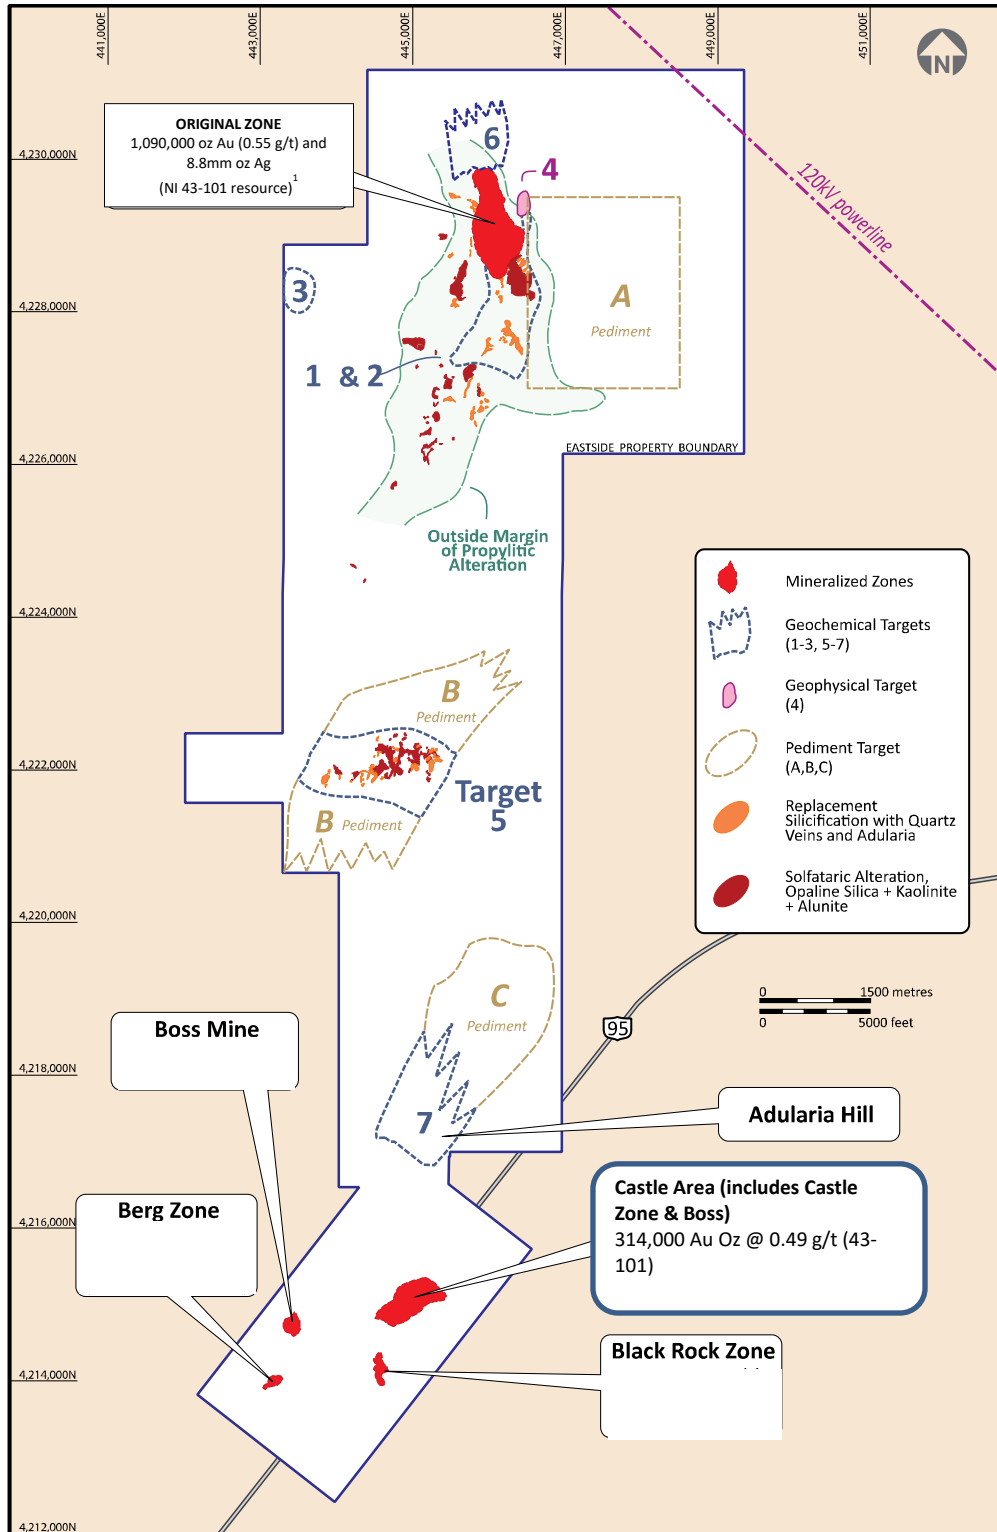 441,000E
443,000E
445,000E
447,000E
449,000E
451,000E
N
4,230,000N
4,228,000N
4,226,000N
4,224,000N
4,222,000N
4,220,000N
4,218,000N
4,216,000N
4,214,000N
4,212,000N
ORIGINAL ZONE
1,090,000 oz Au (0.55 g/t) and
8.8mm oz Ag
(NI 43-101 resource)1
6
4
120kV powerline
3
A
Pediment
1 & 2
EASTSIDE PROPERTY BOUNDARY
Outside Margin
of Propylitic
Alteration
Mineralized Zones
Geochemical Targets
(1-3, 5-7)
Geophysical Target
(4)
Pediment Target
(A,B,C)
Replacement
Silicification with Quartz
Veins and Adularia
Solfataric Alteration,
Opaline Silica + Kaolinite
+ Alunite
B
Pediment
Target
5
B Pediment
C
Pediment
0 1500 metres
0 5000 feet
95
Boss Mine
7
Adularia Hill
Castle Area (includes Castle
Zone & Boss)
314,000 Au Oz @ 0.49 g/t (43-
101)
Berg Zone
Black Rock Zone